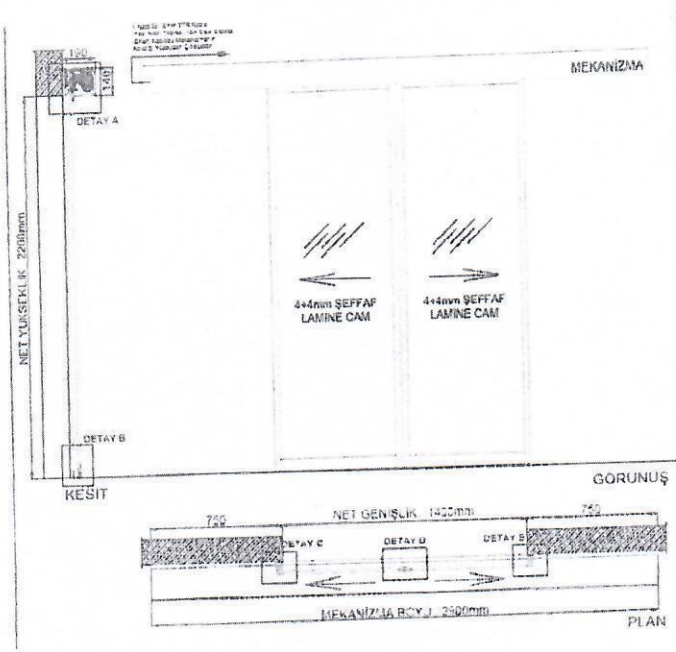 190
140
MEKANİZMA
DETAY A
NET YÜKSEKLİK 2200mm
4+4mm ŞEFFAF
LAMİNE CAM
4+4mm ŞEFFAF
LAMİNE CAM
DETAY B
KESİT
GÖRÜNÜŞ
750
NET GENİŞLİK 1400mm
750
DETAY C
DETAY D
DETAY E
MEKANİZMA BOYU 2900mm
PLAN